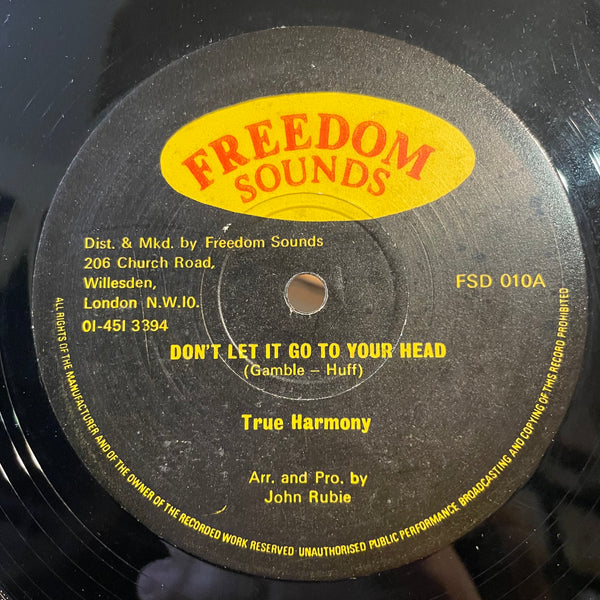 FREEDOM
SOUNDS
Dist. & Mkd. by Freedom Sounds
206 Church Road,
Willesden,
London N.W.10.
01-451 3394
FSD 010A
DON'T LET IT GO TO YOUR HEAD
(Gamble – Huff)
True Harmony
Arr. and Pro. by
John Rubie
ALL RIGHTS OF THE MANUFACTURER AND OF THE OWNER OF THE RECORDED WORK RESERVED UNAUTHORISED PUBLIC PERFORMANCE BROADCASTING AND COPYING OF THIS RECORD PROHIBITED